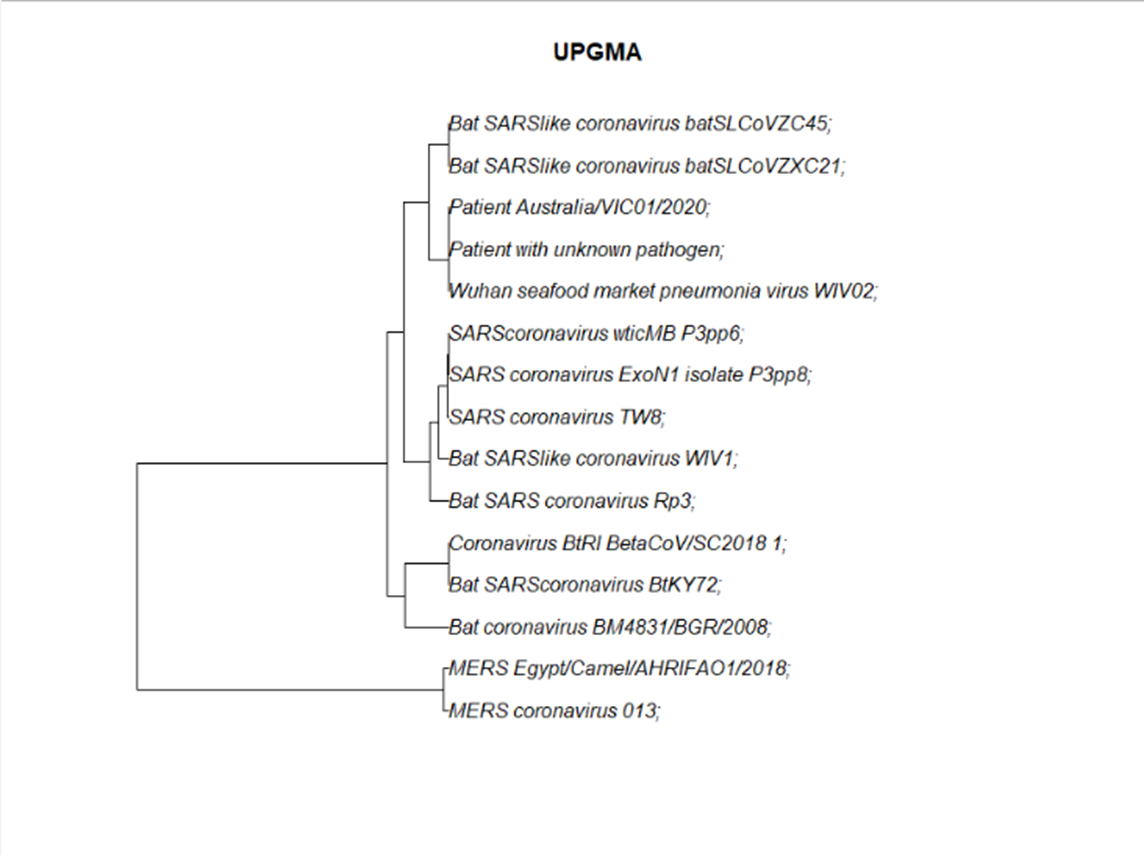 UPGMA
Bat SARSlike coronavirus batSLCoVZC45;
Bat SARSlike coronavirus batSLCoVZXC21;
Patient Australia/VIC01/2020;
Patient with unknown pathogen;
Wuhan seafood market pneumonia virus WIV02;
SARScoronavirus wticMB P3pp6;
SARS coronavirus ExoN1 isolate P3pp8;
SARS coronavirus TW8;
Bat SARSlike coronavirus WIV1;
Bat SARS coronavirus Rp3;
Coronavirus BtRl BetaCoV/SC2018 1;
Bat SARScoronavirus BtKY72;
Bat coronavirus BM4831/BGR/2008;
MERS Egypt/Camel/AHRIFAO1/2018;
MERS coronavirus 013;